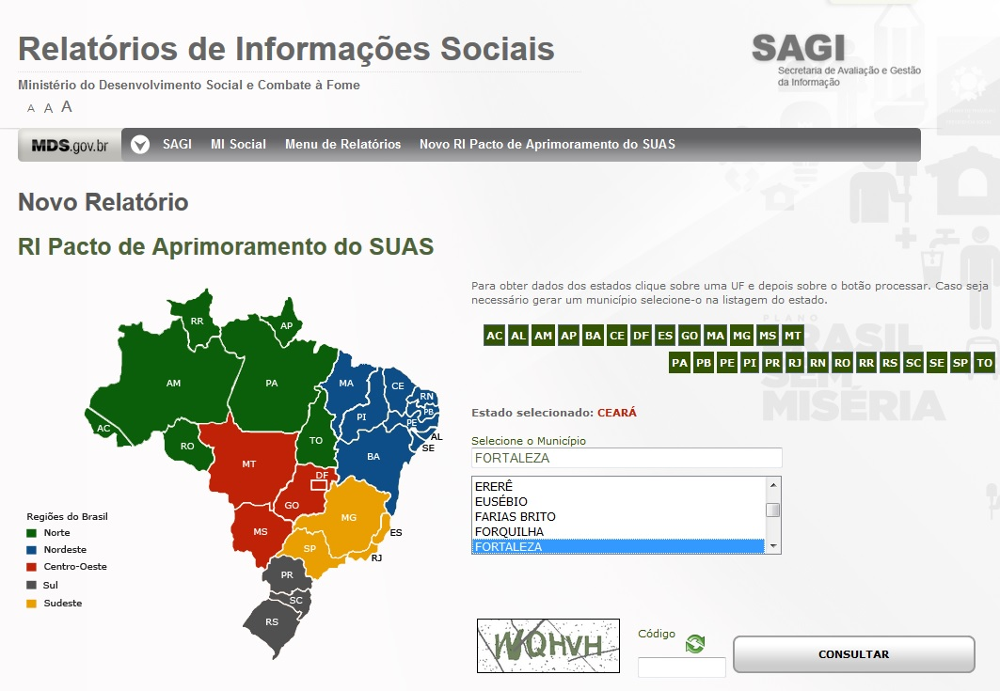 Relatórios de Informações Sociais
SAGI
Secretaria de Avaliação e Gestão
da Informação
Ministério do Desenvolvimento Social e Combate à Fome
A A A
MDS.gov.br SAGI MI Social Menu de Relatórios Novo RI Pacto de Aprimoramento do SUAS
Novo Relatório
RI Pacto de Aprimoramento do SUAS
Para obter dados dos estados clique sobre uma UF e depois sobre o botão processar. Caso seja
necessário gerar um município selecione-o na listagem do estado.
PLANO
BRASIL
SEM
MISÉRIA
AC AL AM AP BA CE DF ES GO MA MG MS MT
PA PB PE PI PR RJ RN RO RR RS SC SE SP TO
Estado selecionado: CEARÁ
Selecione o Município
FORTALEZA
ERERÊ
EUSÉBIO
FARIAS BRITO
FORQUILHA
FORTALEZA
RR
AP
AM
PA
MA
CE
RN
PB
PE
PI
AL
SE
AC
RO
TO
BA
MT
DF
GO
MG
ES
MS
SP
RJ
PR
SC
RS
Regiões do Brasil
Norte
Nordeste
Centro-Oeste
Sul
Sudeste
WQHVH
Código
CONSULTAR